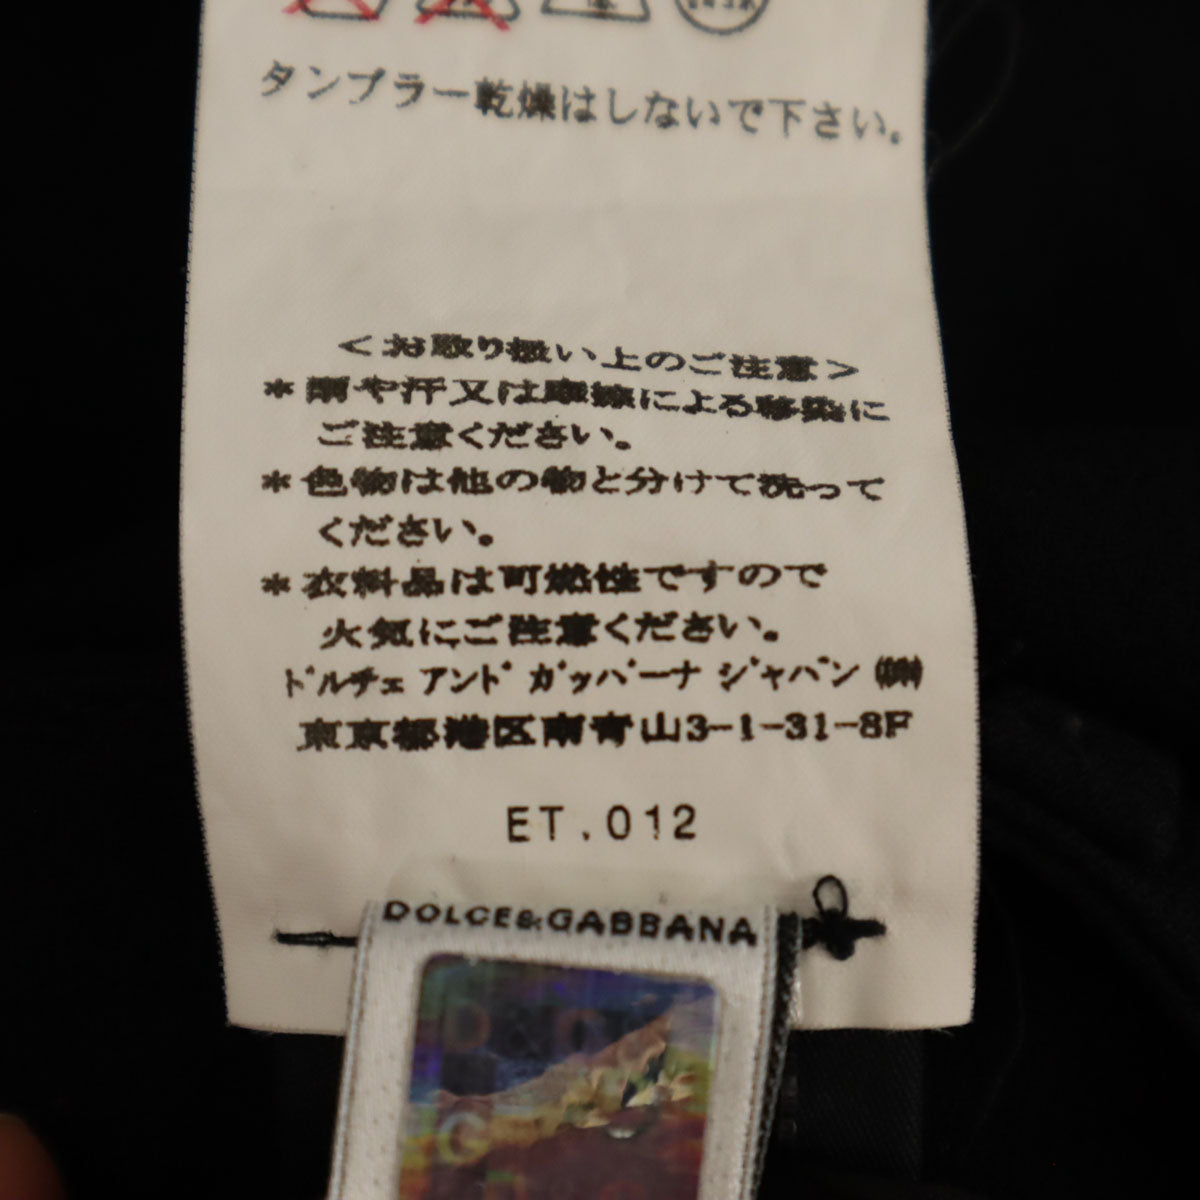 タンブラー乾燥はしないで下さい。
＜お取り扱い上のご注意＞
＊雨や汗又は摩擦による移染に
ご注意ください。
＊色物は他の物と分けて洗って
ください。
＊衣料品は可燃性ですので
火気にご注意ください。
ドルチェ アンド ガッバーナ ジャパン ㈱
東京都港区南青山3-1-31-8F
ET.012
DOLCE&GABBANA